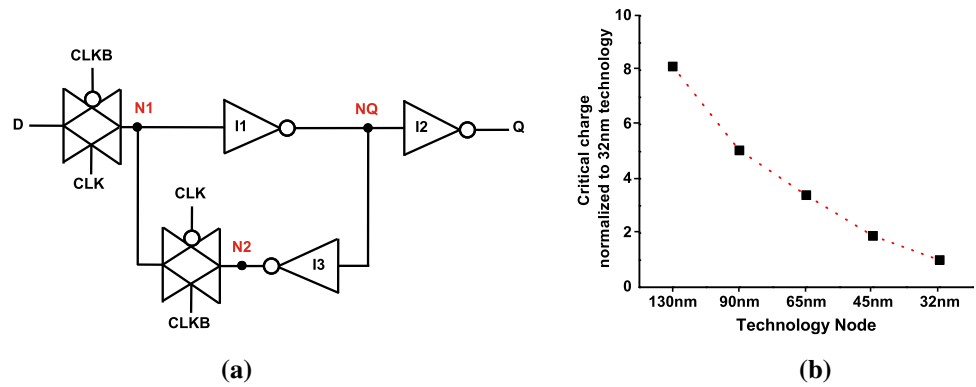 CLKB
N1
NQ
D
I1
I2
Q
CLK
CLK
N2
I3
CLKB
(a)
Critical charge
normalized to 32nm technology
10
8
6
4
2
0
130nm 90nm 65nm 45nm 32nm
Technology Node
(b)